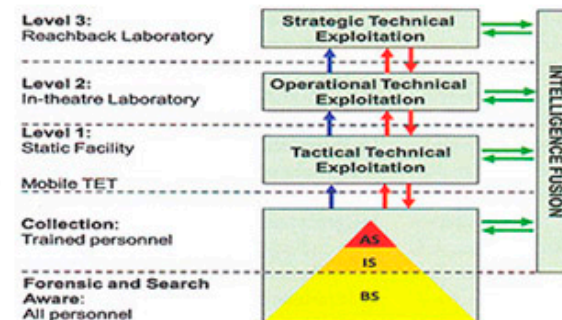 Level 3:
Reachback Laboratory
Strategic Technical
Exploitation
Level 2:
In-theatre Laboratory
Operational Technical
Exploitation
Level 1:
Static Facility
Tactical Technical
Exploitation
Mobile TET
Collection:
Trained personnel
AS
IS
Forensic and Search
Aware:
All personnel
BS
INTELLIGENCE FUSION